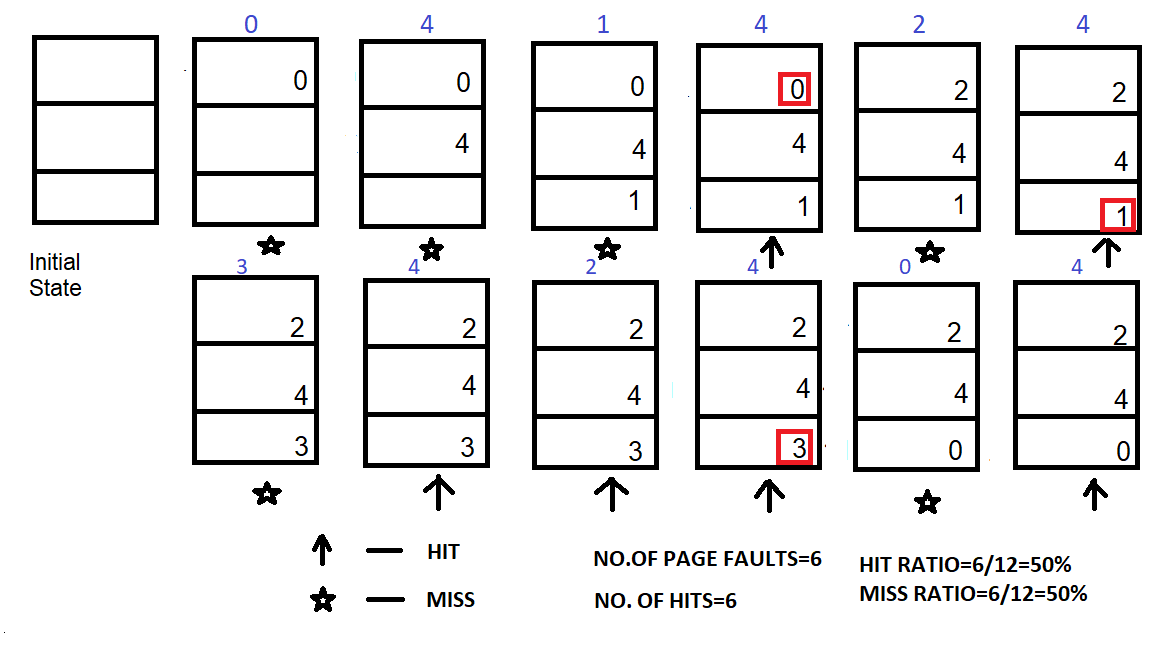 0 4 1 4 2 4
0 0 0 0 2 2
4 4 4 4 4
1 1 1 1
Initial
State
3 4 2 4 0 4
2 2 2 2 2 2
4 4 4 4 4 4
3 3 3 3 0 0
HIT
MISS
NO.OF PAGE FAULTS=6
NO. OF HITS=6
HIT RATIO=6/12=50%
MISS RATIO=6/12=50%